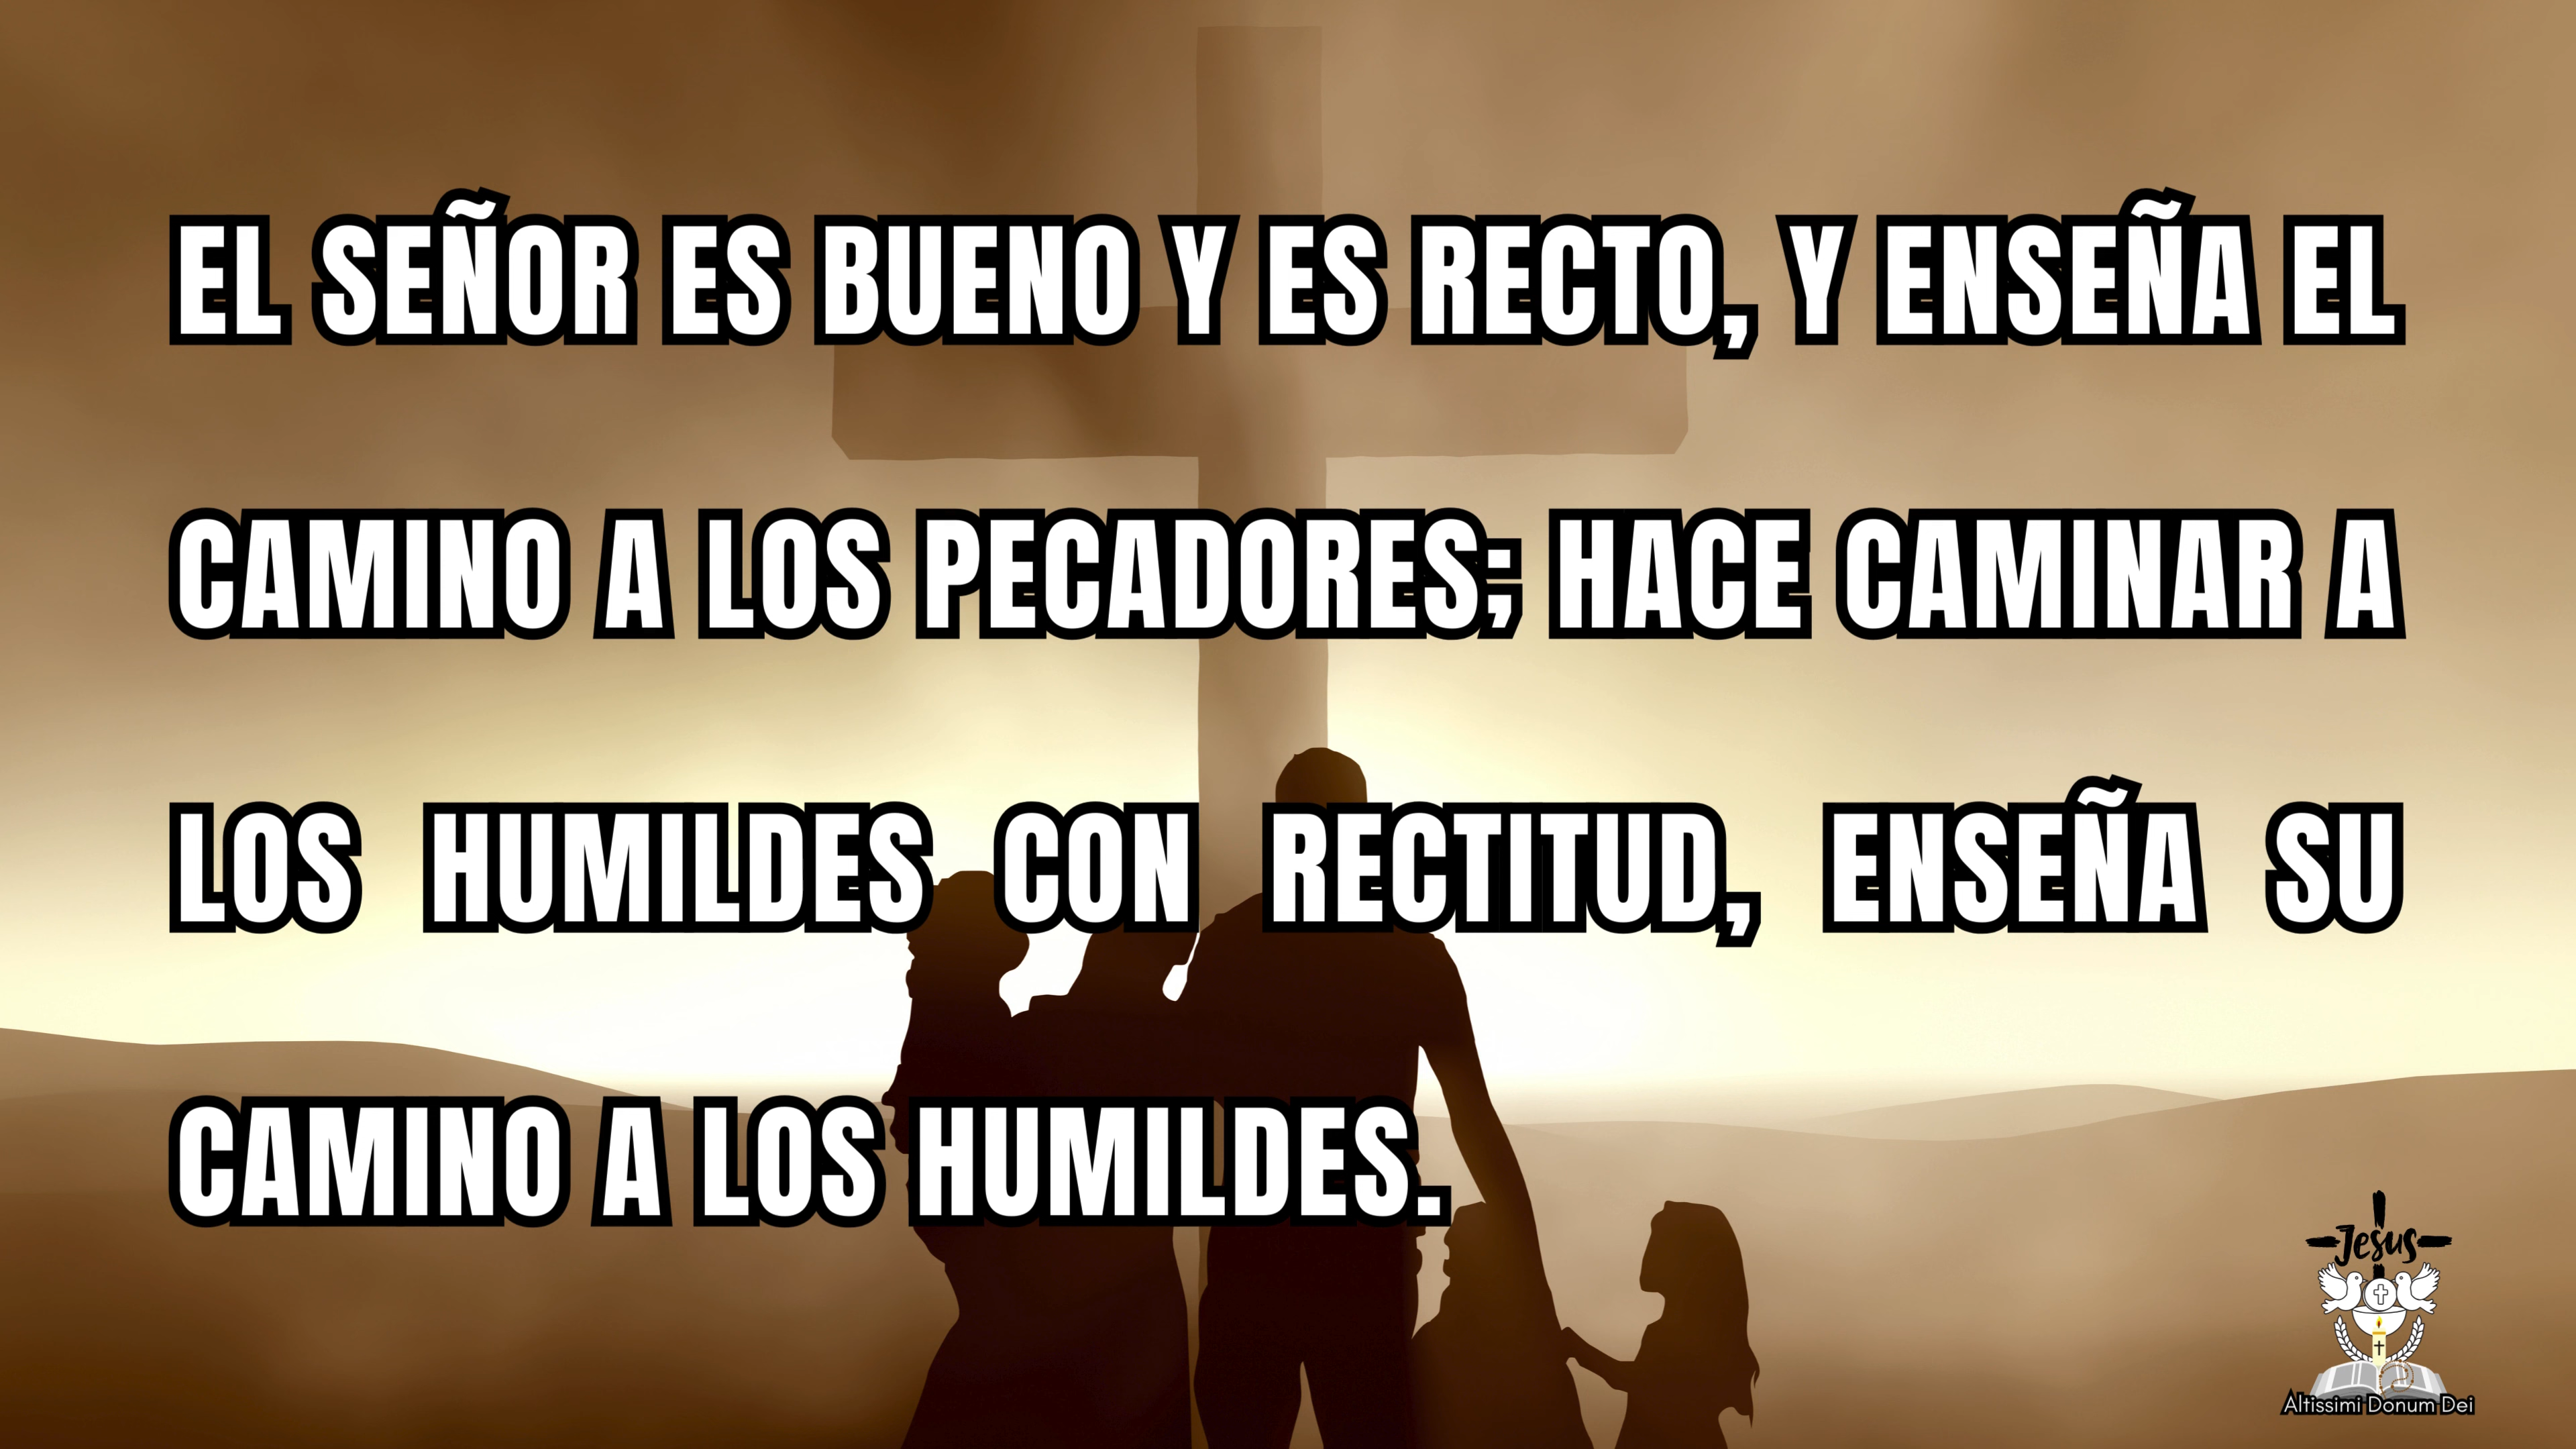 EL SEÑOR ES BUENO Y ES RECTO, Y ENSEÑA EL
CAMINO A LOS PECADORES; HACE CAMINAR A
LOS HUMILDES CON RECTITUD, ENSEÑA SU
CAMINO A LOS HUMILDES.
Jesus
Altissimi Donum Dei